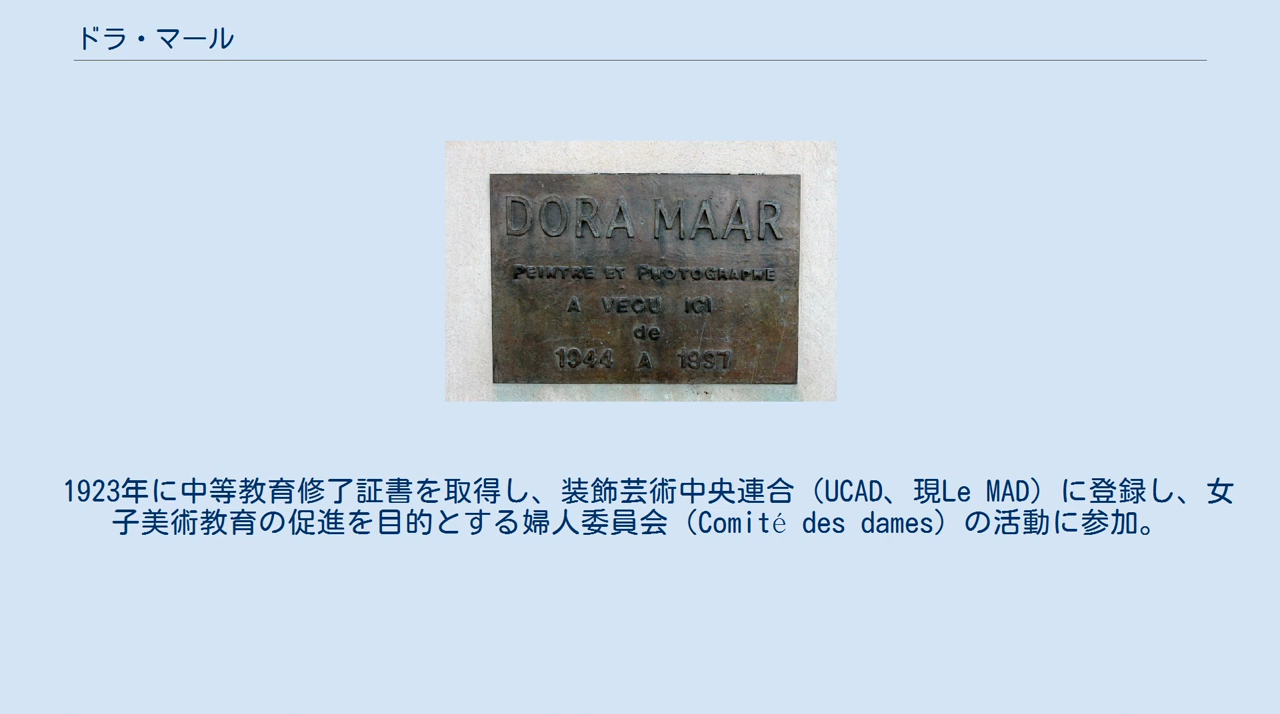 ドラ・マール
DORA MAAR
PEINTRE ET PHOTOGRAPHE
A VECU ICI
de
1944 A 1997
1923年に中等教育修了証書を取得し、装飾芸術中央連合（UCAD、現Le MAD）に登録し、女
子美術教育の促進を目的とする婦人委員会（Comité des dames）の活動に参加。